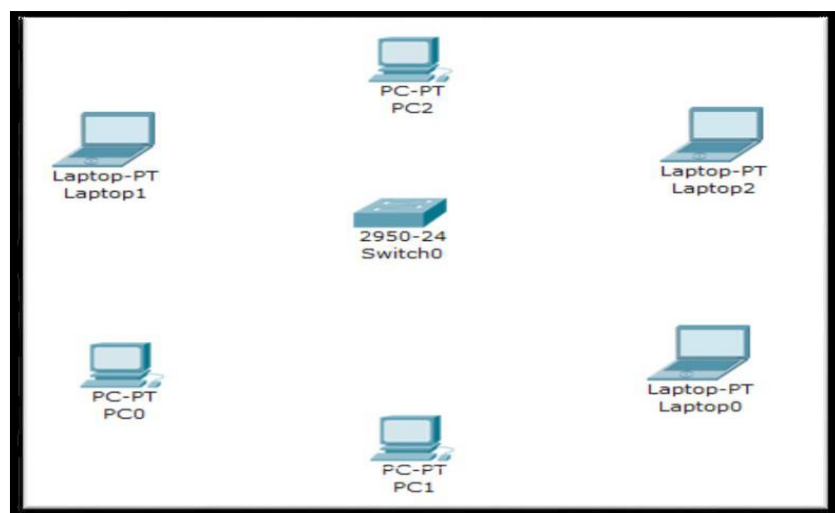 PC-PT
PC2
Laptop-PT
Laptop1
Laptop-PT
Laptop2
2950-24
Switch0
PC-PT
PC0
Laptop-PT
Laptop0
PC-PT
PC1